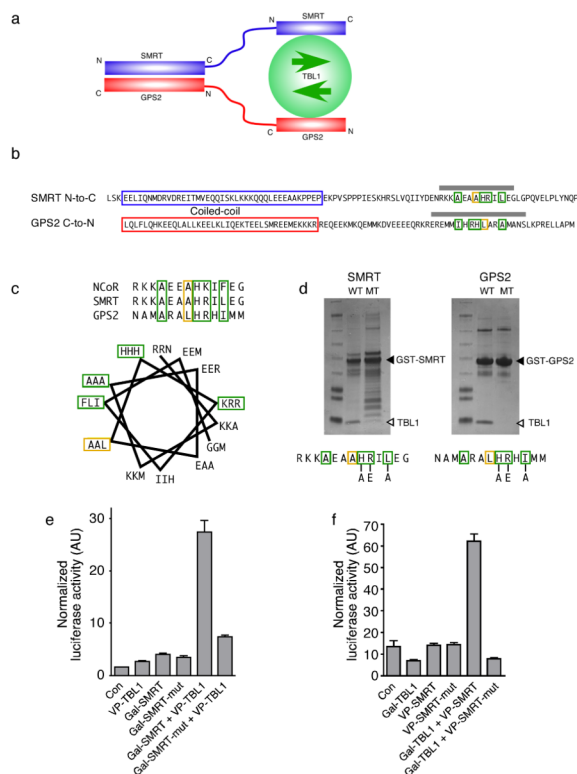 a
SMRT
N
C
SMRT
N
C
TBL1
GPS2
C
N
GPS2
C
N
b
SMRT N-to-C LSKEELIQNMDRVDREITMVEQQISKLKKKQQQLEEEAAKPPEPEKPVSPPPIESKHRSLVQIIYDENRKKAEAAHRILEGLGPQVELPLYNQP
Coiled-coil
GPS2 C-to-N LQLFLQHKEEQLALLKEELKLIQEKTEELSMREEMEKKKRREQEEKMKQEMMKDVEEEEQRKREREMMIHRHLARAMANSLKPRELLAPM
c
NCoR RKKAEEAHKIFEG
SMRT RKKAEAAHRILEG
GPS2 NAMARALHRHIMM
HHH RRN EEM
EER
AAA
FLI KRR
KKA
AAL
GGM
KKM IIH EAA
d
SMRT GPS2
WT MT WT MT
GST-SMRT GST-GPS2
TBL1 TBL1
RKKAEAAHRILEG NAMARALHRHIMM
A E A A E A
e
Normalized
luciferase activity (AU)
30
20
10
0
Con
VP-TBL1
Gal-SMRT
Gal-SMRT-mut
Gal-SMRT + VP-TBL1
Gal-SMRT-mut + VP-TBL1
f
Normalized
luciferase activity (AU)
70
60
50
40
30
20
10
0
Con
Gal-TBL1
VP-SMRT
VP-SMRT-mut
Gal-TBL1 + VP-SMRT
Gal-TBL1 + VP-SMRT-mut